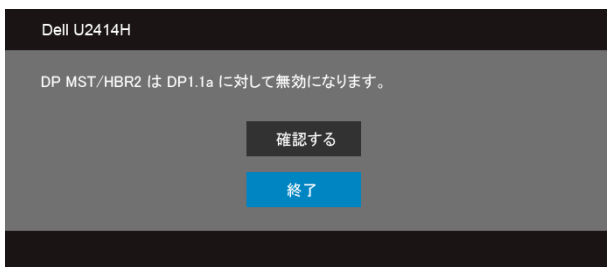 Dell U2414H
DP MST/HBR2 は DP1.1a に対して無効になります。
確認する
終了